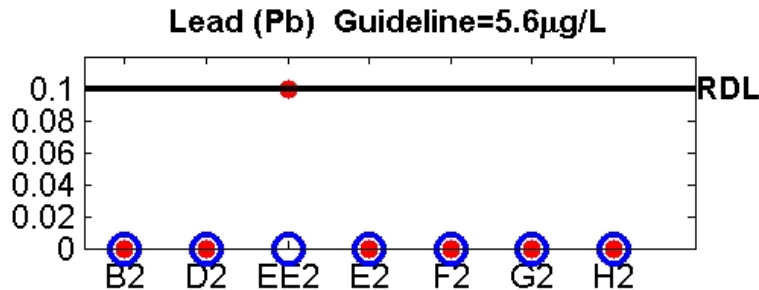 Lead (Pb) Guideline=5.6µg/L
0.1
RDL
0.08
0.06
0.04
0.02
0
B2 D2 EE2 E2 F2 G2 H2